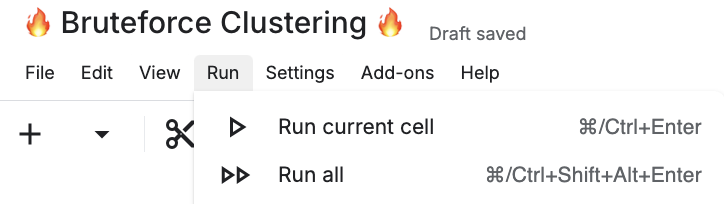 🔥 Bruteforce Clustering 🔥 Draft saved
File Edit View Run Settings Add-ons Help
Run current cell ⌘/Ctrl+Enter
Run all ⌘/Ctrl+Shift+Alt+Enter